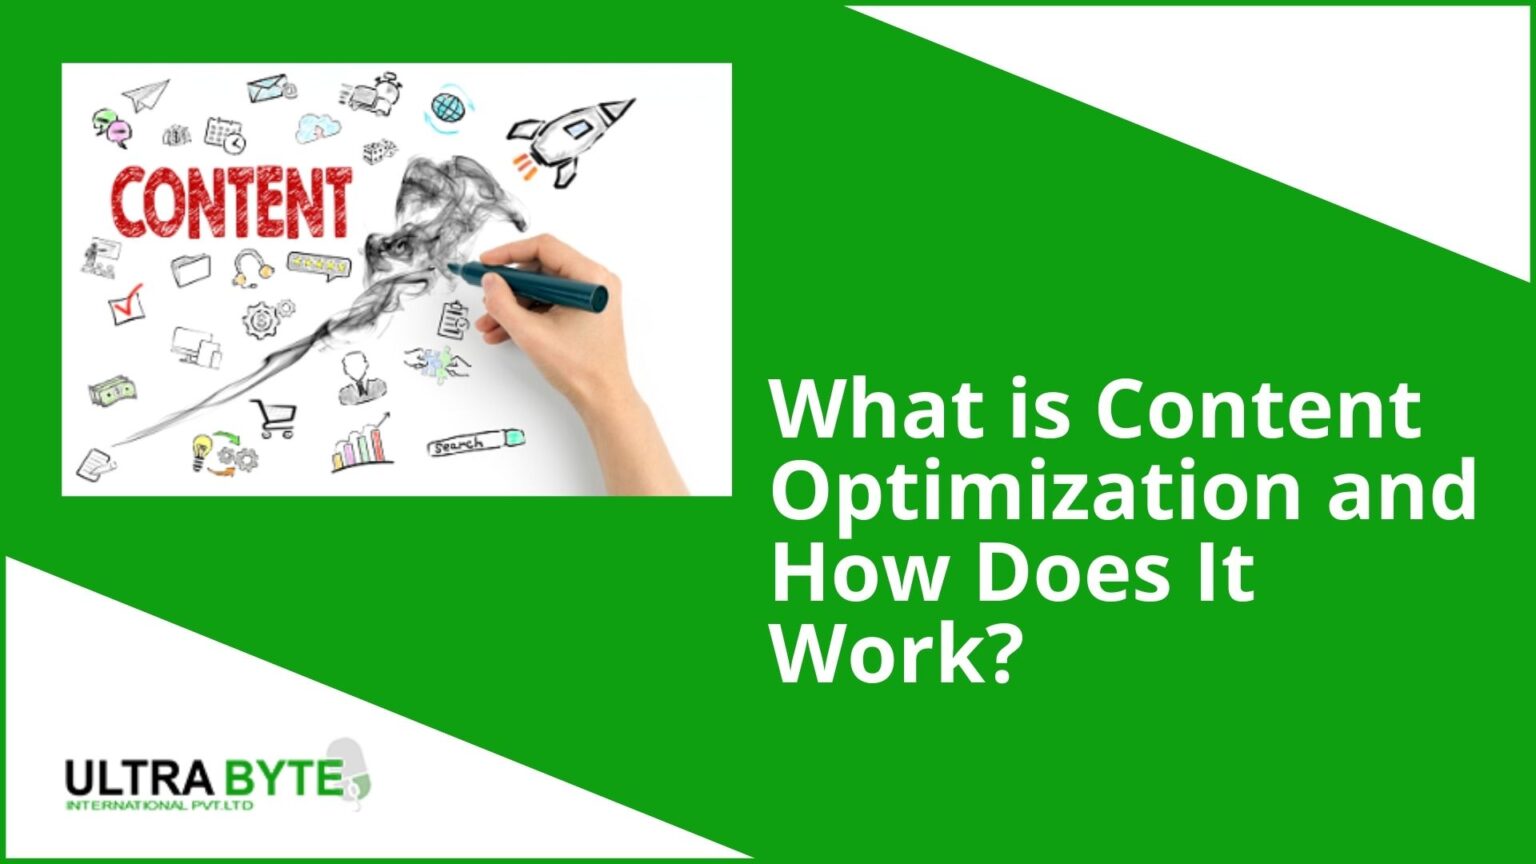 CONTENT
search
What is Content
Optimization and
How Does It
Work?
ULTRA BYTE
INTERNATIONAL PVT.LTD